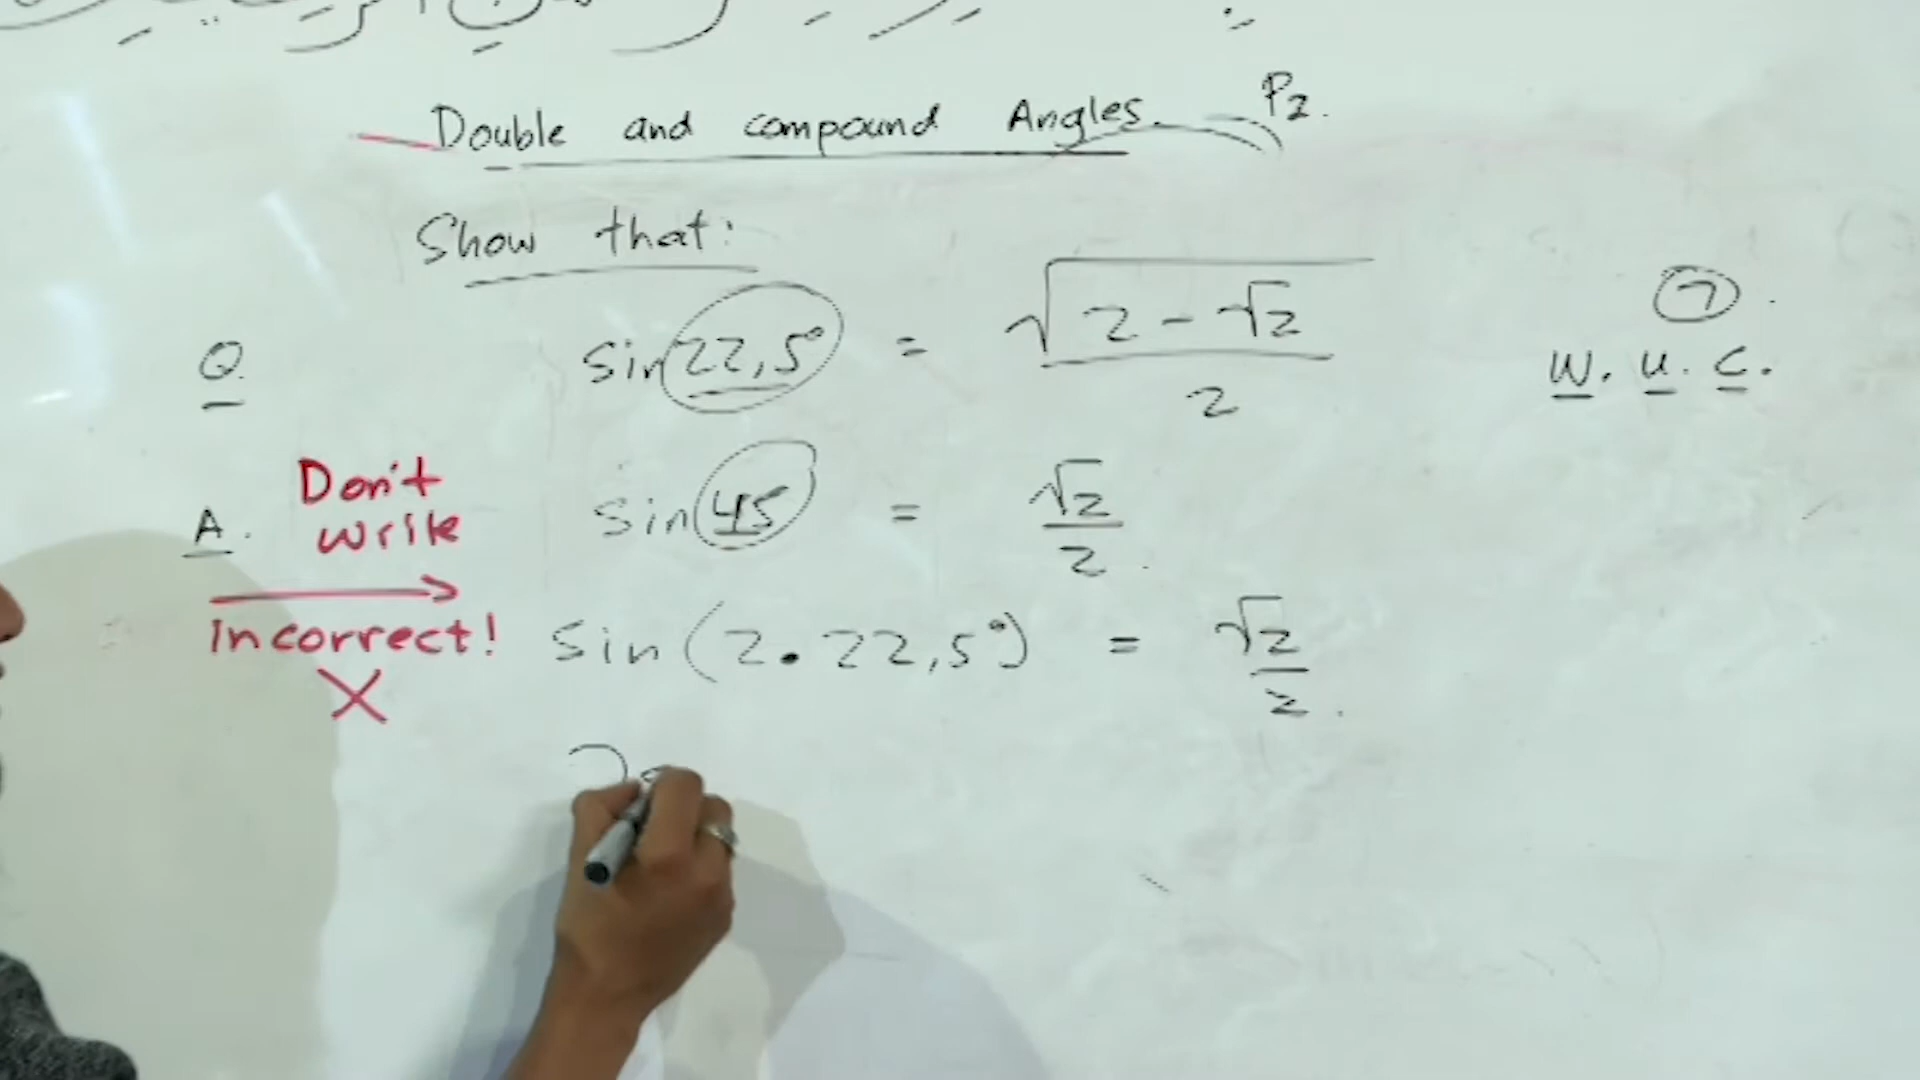 Double and compound Angles. P2.
Show that:
Q. sin 22,5° = √(2 - √2) / 2
⑦.
W. U. C.
A. Don't write
sin 45 = √2 / 2.
Incorrect!
X
sin(2.22,5°) = √2 / 2.